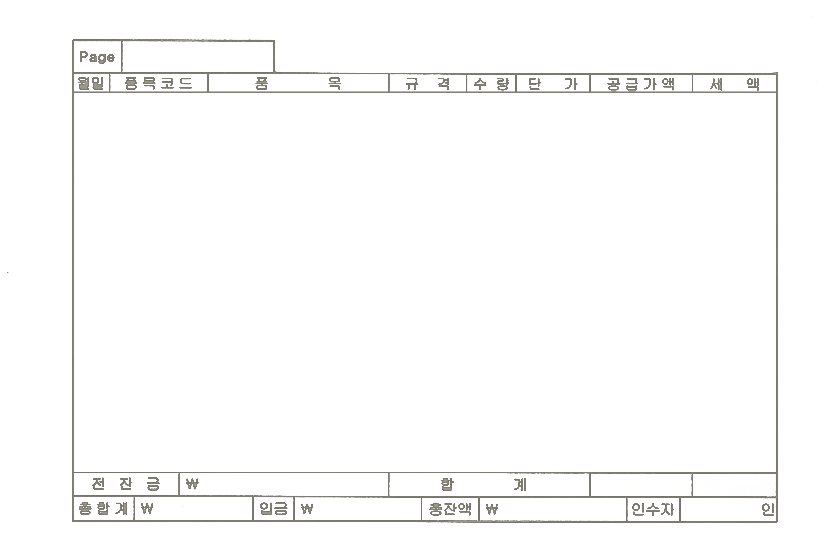 Page
월일 품목코드 품 목 규 격 수 량 단 가 공급가액 세 액
전 잔 금 ₩ 합 계
총합계 ₩ 입금 ₩ 총잔액 ₩ 인수자 인